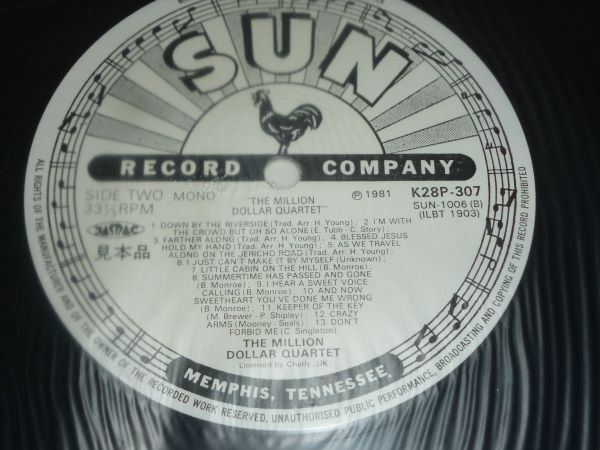 SUN
RECORD COMPANY
SIDE TWO MONO
33⅓RPM
"THE MILLION
DOLLAR QUARTET"
℗ 1981
K28P-307
SUN-1006 (B)
(ILBT 1903)
JASRAC
見本品
1. DOWN BY THE RIVERSIDE (Trad. Arr H. Young); 2 I'M WITH
THE CROWD BUT OH SO ALONE (E. Tubb - C. Story);
3. FARTHER ALONG (Trad. Arr H. Young); 4. BLESSED JESUS
HOLD MY HAND (Trad. Arr H. Young); 5. AS WE TRAVEL
ALONG ON THE JERICHO ROAD (Trad. Arr H. Young);
6. I JUST CAN'T MAKE IT BY MYSELF (Unknown);
7. LITTLE CABIN ON THE HILL (B. Monroe);
8. SUMMERTIME HAS PASSED AND GONE
(B. Monroe); 9. I HEAR A SWEET VOICE
CALLING (B. Monroe); 10. AND NOW
SWEETHEART YOU'VE DONE ME WRONG
(B. Monroe); 11. KEEPER OF THE KEY
(M. Brewer - P. Shipley); 12. CRAZY
ARMS (Mooney - Seals). 13. DON'T
FORBID ME (C. Singleton)
THE MILLION
DOLLAR QUARTET
Licensed by Charly, UK
MEMPHIS, TENNESSEE.
ALL RIGHTS OF THE MANUFACTURER AND OF THE OWNER OF THE RECORDED WORK RESERVED, UNAUTHORISED PUBLIC PERFORMANCE, BROADCASTING AND COPYING OF THIS RECORD PROHIBITED